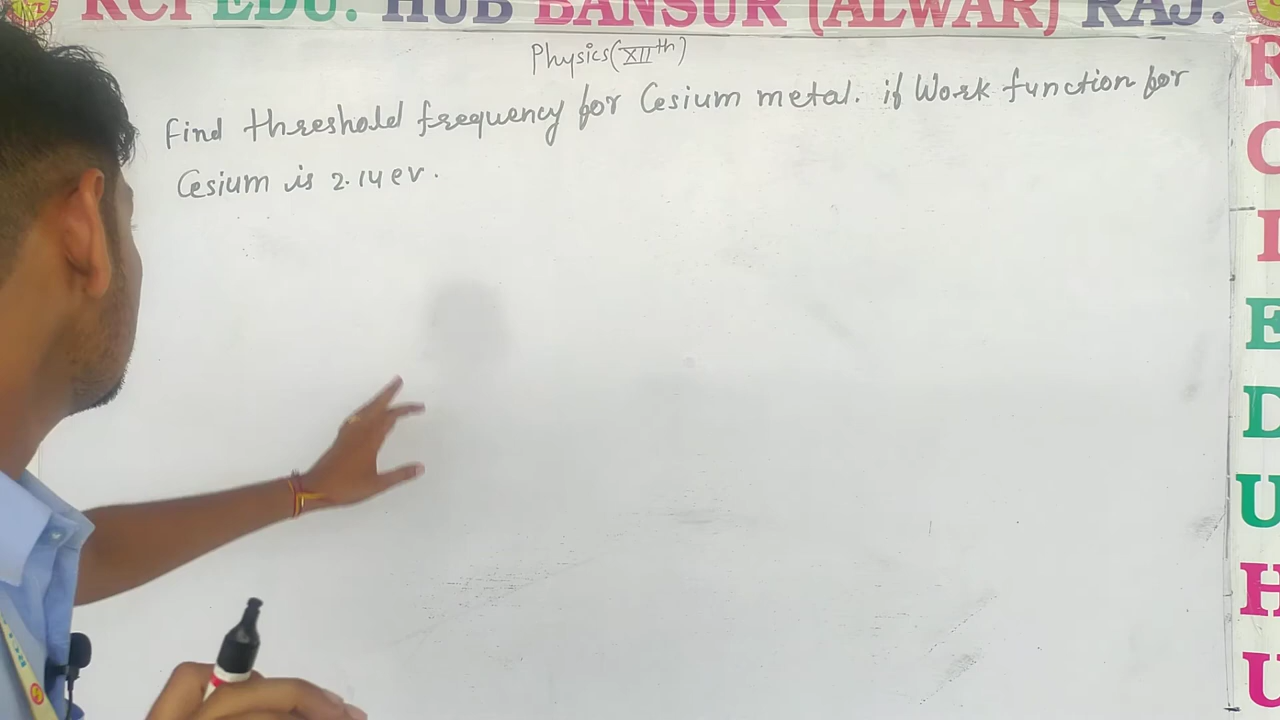 KCI EDU. HUB BANSUR (ALWAR) RAJ.
Physics(XIIth)
Find threshold frequency for Cesium metal. if Work function for
Cesium is 2.14 ev.
R
C
I
E
D
U
H
U